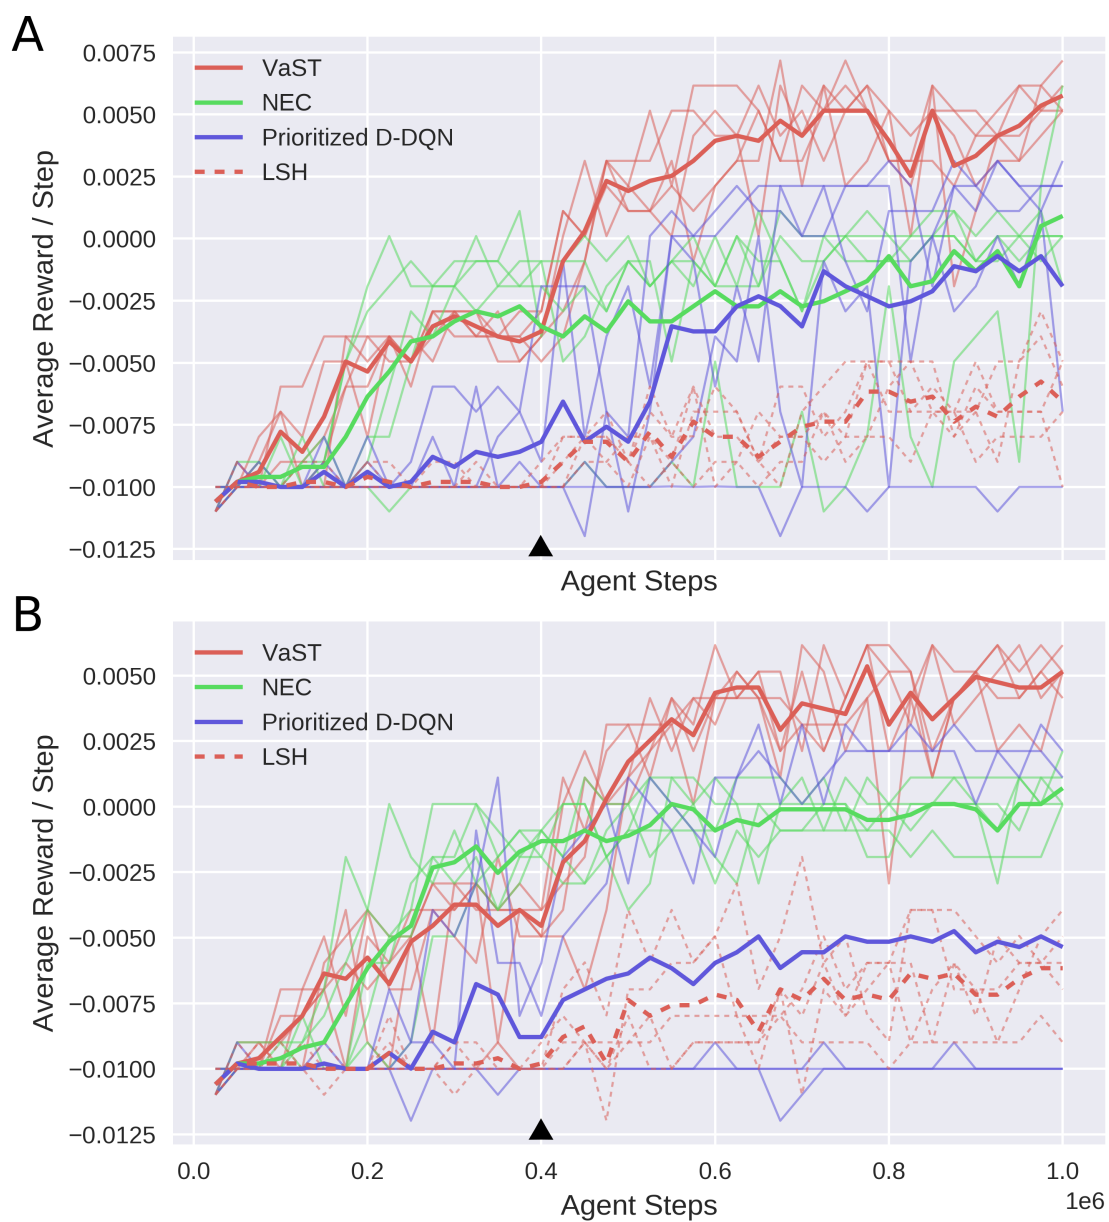 A
0.0075
0.0050
0.0025
0.0000
−0.0025
−0.0050
−0.0075
−0.0100
−0.0125
Average Reward / Step
VaST
NEC
Prioritized D-DQN
LSH
Agent Steps
B
0.0050
0.0025
0.0000
−0.0025
−0.0050
−0.0075
−0.0100
−0.0125
Average Reward / Step
VaST
NEC
Prioritized D-DQN
LSH
0.0 0.2 0.4 0.6 0.8 1.0
1e6
Agent Steps